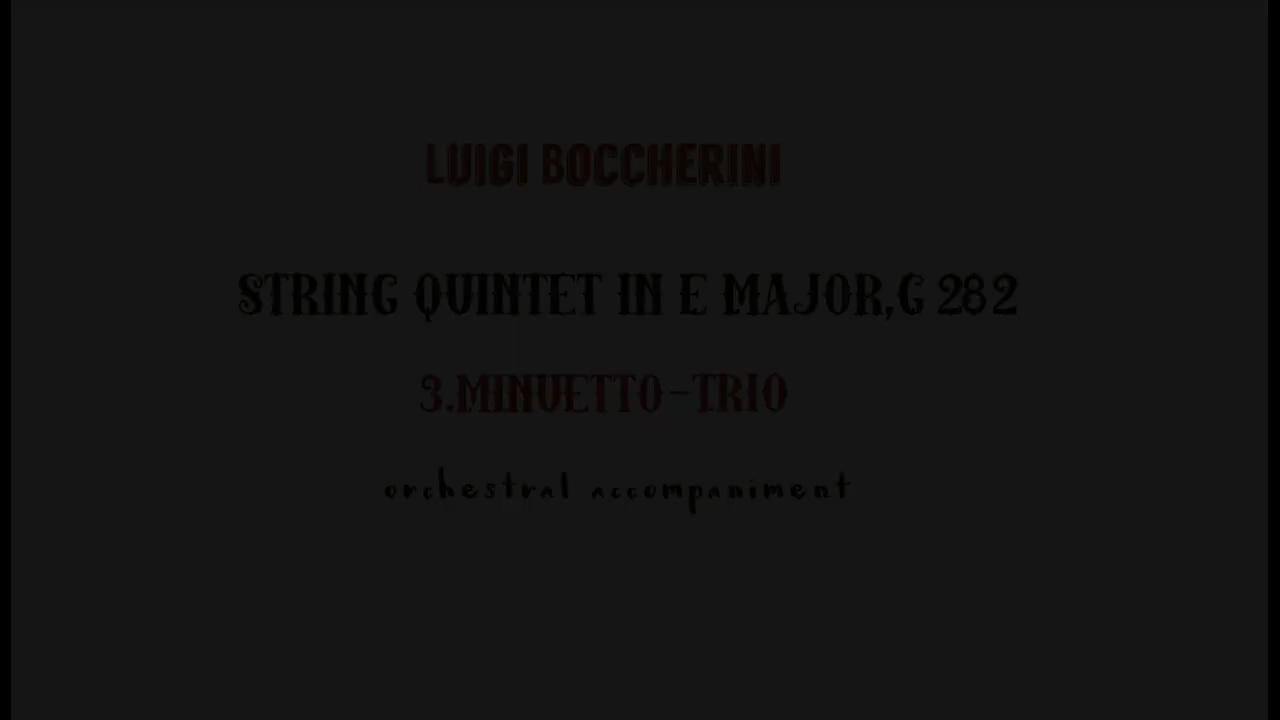 LUIGI BOCCHERINI
STRING QUINTET IN E MAJOR,G 282
3.MINUETTO-TRIO
orchestral accompaniment